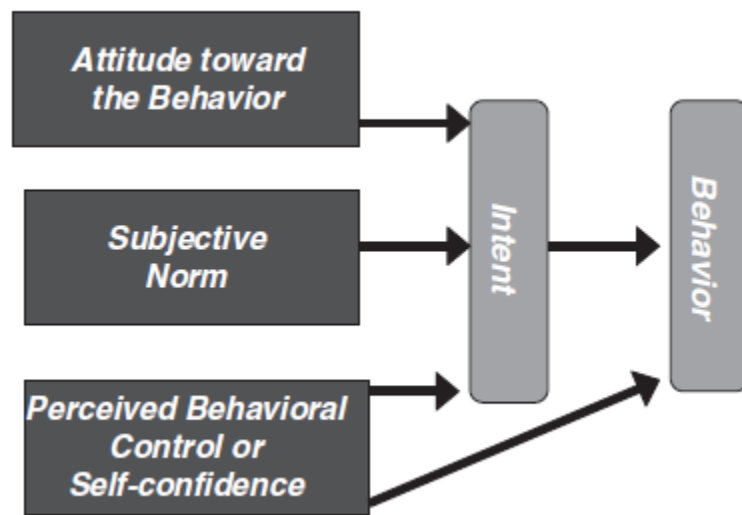 Attitude toward
the Behavior
Subjective
Norm
Perceived Behavioral
Control or
Self-confidence
Intent
Behavior